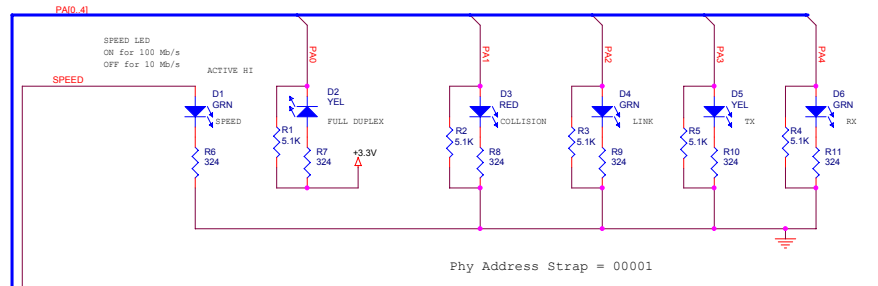 PA[0..4]
SPEED LED
ON for 100 Mb/s
OFF for 10 Mb/s
ACTIVE HI
SPEED
PA0
PA1
PA2
PA3
PA4
D1
GRN
SPEED
D2
YEL
FULL DUPLEX
D3
RED
COLLISION
D4
GRN
LINK
D5
YEL
TX
D6
GRN
RX
R1
5.1K
R2
5.1K
R3
5.1K
R5
5.1K
R4
5.1K
R6
324
R7
324
+3.3V
R8
324
R9
324
R10
324
R11
324
Phy Address Strap = 00001